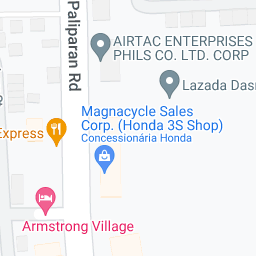 Paliparan Rd
AIRTAC ENTERPRISES
PHILS CO. LTD. CORP
Lazada Das
Magnacycle Sales
Corp. (Honda 3S Shop)
Concessionária Honda
Express
Armstrong Village